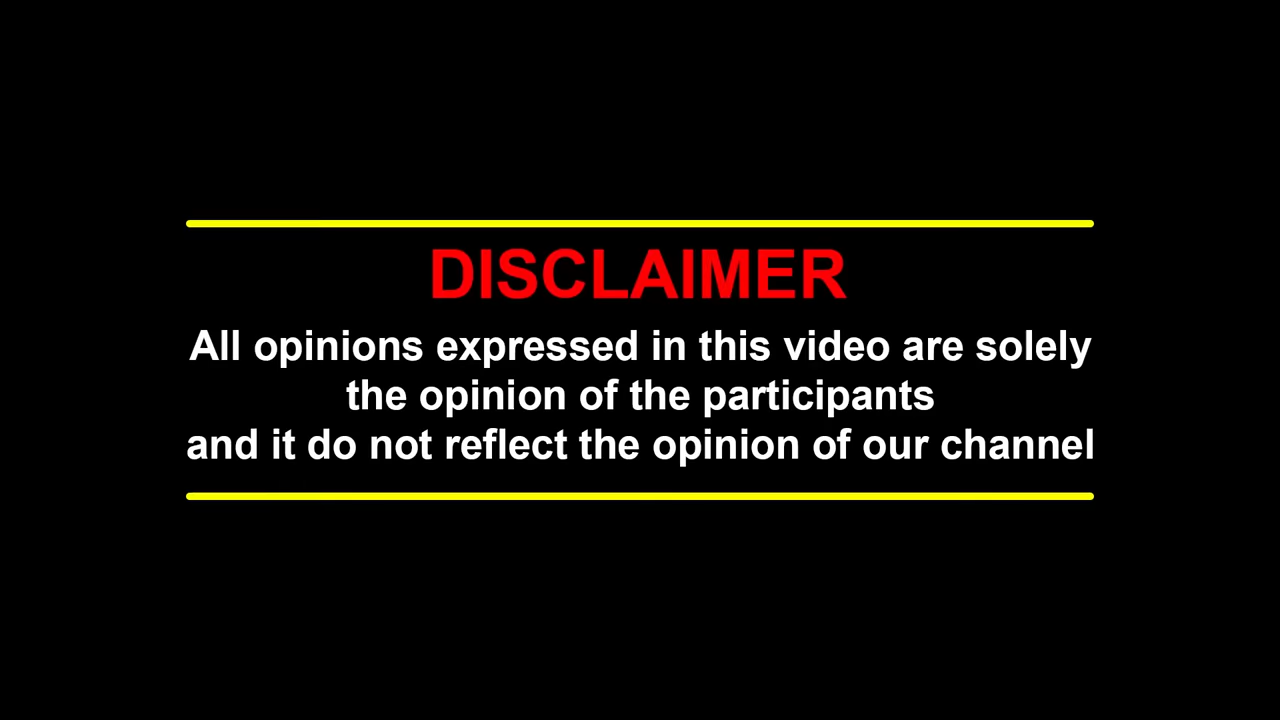 DISCLAIMER
All opinions expressed in this video are solely
the opinion of the participants
and it do not reflect the opinion of our channel